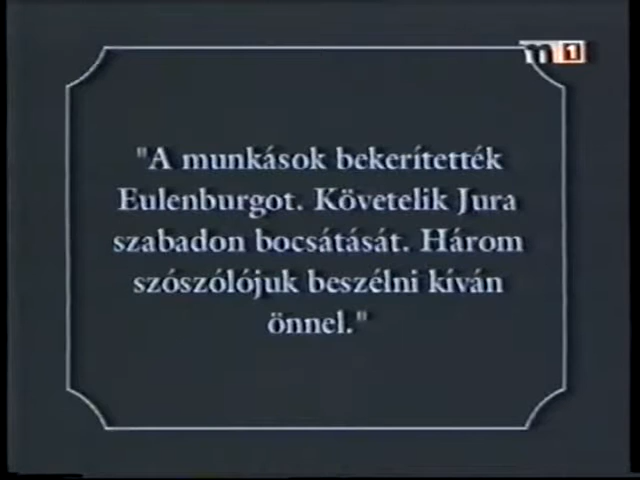 m1
"A munkások bekerítették
Eulenburgot. Követelik Jura
szabadon bocsátását. Három
szószólójuk beszélni kíván
önnel."